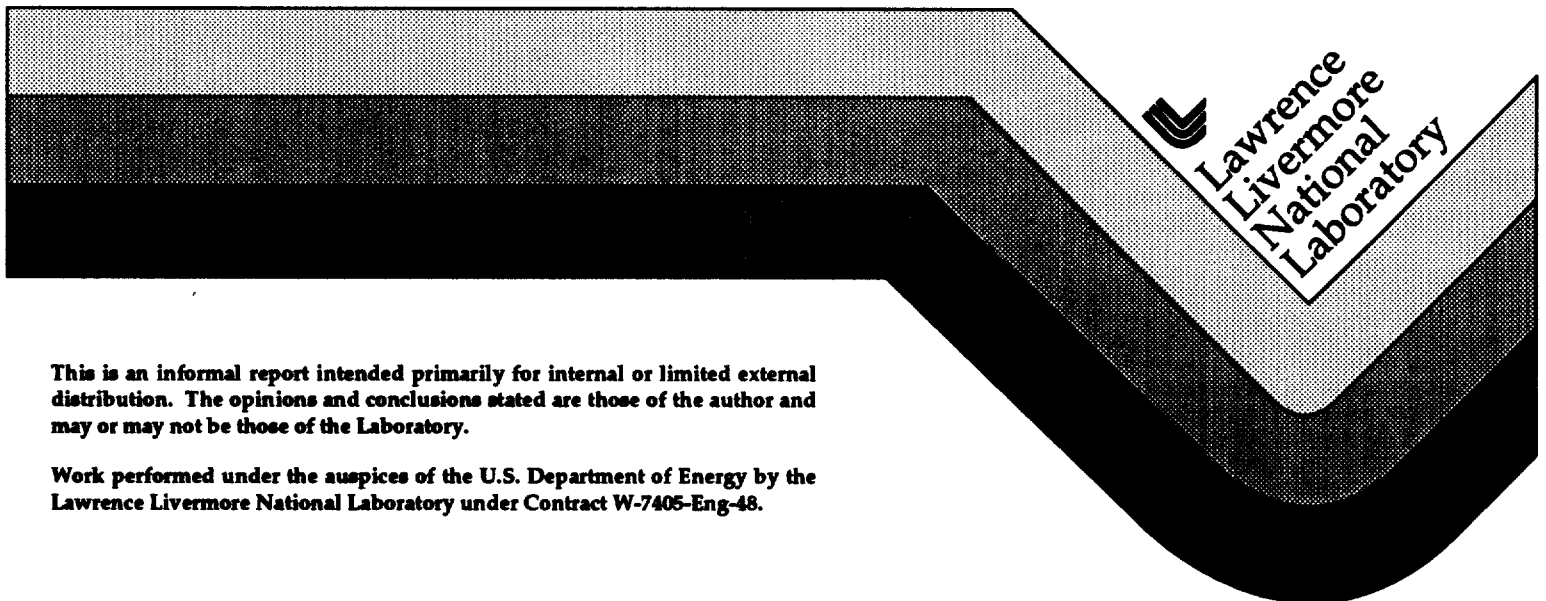 Lawrence
Livermore
National
Laboratory
This is an informal report intended primarily for internal or limited external
distribution. The opinions and conclusions stated are those of the author and
may or may not be those of the Laboratory.
Work performed under the auspices of the U.S. Department of Energy by the
Lawrence Livermore National Laboratory under Contract W-7405-Eng-48.